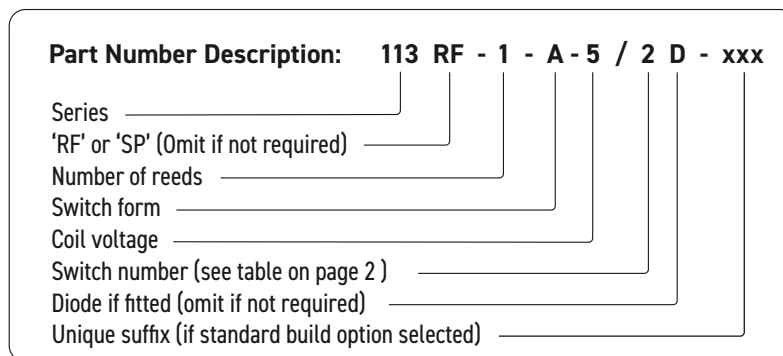 Part Number Description: 113 RF - 1 - A - 5 / 2 D - xxx
Series
‘RF’ or ‘SP’ (Omit if not required)
Number of reeds
Switch form
Coil voltage
Switch number (see table on page 2 )
Diode if fitted (omit if not required)
Unique suffix (if standard build option selected)